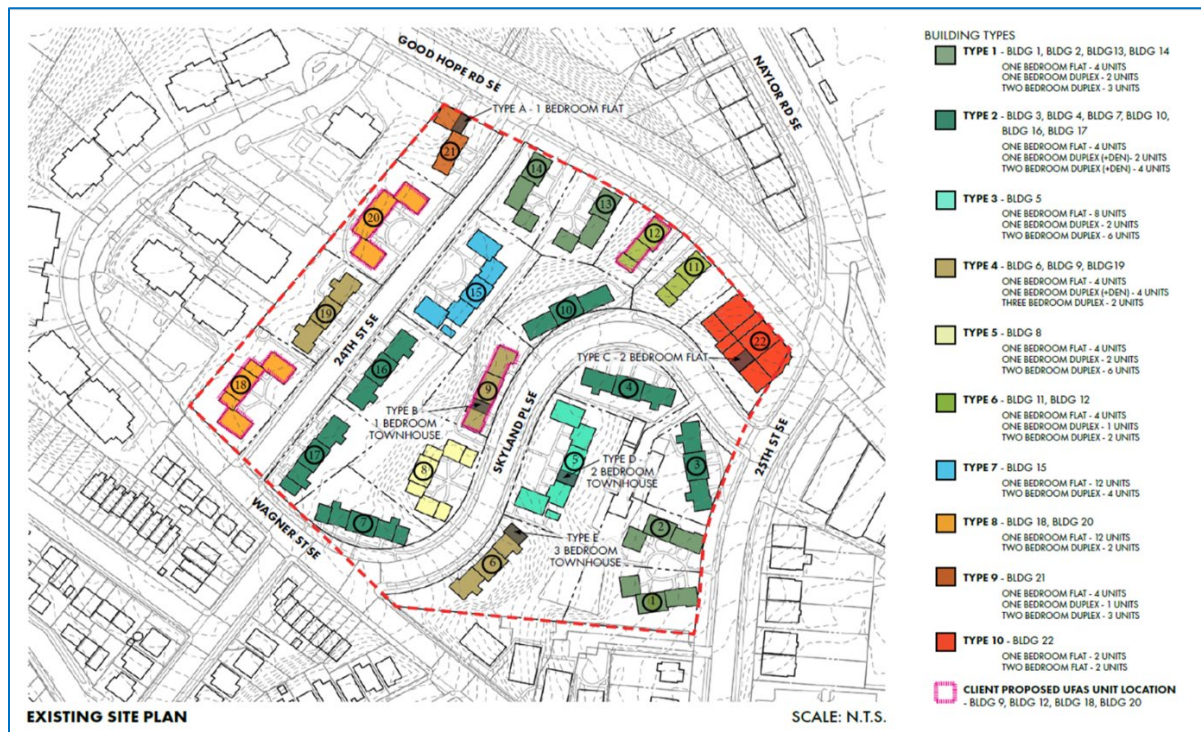 GOOD HOPE RD SE
NAYLOR RD SE
TYPE A - 1 BEDROOM FLAT
21
14
20
13
12
11
15
19
10
24TH ST SE
22
TYPE C - 2 BEDROOM FLAT
16
18
9
4
TYPE B -
1 BEDROOM
TOWNHOUSE
SKYLAND PL SE
25TH ST SE
17
8
5
TYPE D -
2 BEDROOM
TOWNHOUSE
3
WAGNER ST SE
7
2
TYPE E -
3 BEDROOM
TOWNHOUSE
6
1
EXISTING SITE PLAN
SCALE: N.T.S.
BUILDING TYPES
TYPE 1 - BLDG 1, BLDG 2, BLDG13, BLDG 14
ONE BEDROOM FLAT - 4 UNITS
ONE BEDROOM DUPLEX - 2 UNITS
TWO BEDROOM DUPLEX - 3 UNITS
TYPE 2 - BLDG 3, BLDG 4, BLDG 7, BLDG 10,
BLDG 16, BLDG 17
ONE BEDROOM FLAT - 4 UNITS
ONE BEDROOM DUPLEX (+DEN)- 2 UNITS
TWO BEDROOM DUPLEX (+DEN) - 4 UNITS
TYPE 3 - BLDG 5
ONE BEDROOM FLAT - 8 UNITS
ONE BEDROOM DUPLEX - 2 UNITS
TWO BEDROOM DUPLEX - 6 UNITS
TYPE 4 - BLDG 6, BLDG 9, BLDG19
ONE BEDROOM FLAT - 4 UNITS
ONE BEDROOM DUPLEX (+DEN) - 4 UNITS
THREE BEDROOM DUPLEX - 2 UNITS
TYPE 5 - BLDG 8
ONE BEDROOM FLAT - 4 UNITS
ONE BEDROOM DUPLEX - 2 UNITS
TWO BEDROOM DUPLEX - 6 UNITS
TYPE 6 - BLDG 11, BLDG 12
ONE BEDROOM FLAT - 4 UNITS
ONE BEDROOM DUPLEX - 1 UNITS
TWO BEDROOM DUPLEX - 2 UNITS
TYPE 7 - BLDG 15
ONE BEDROOM FLAT - 12 UNITS
TWO BEDROOM DUPLEX - 4 UNITS
TYPE 8 - BLDG 18, BLDG 20
ONE BEDROOM FLAT - 12 UNITS
TWO BEDROOM DUPLEX - 2 UNITS
TYPE 9 - BLDG 21
ONE BEDROOM FLAT - 4 UNITS
ONE BEDROOM DUPLEX - 1 UNITS
TWO BEDROOM DUPLEX - 3 UNITS
TYPE 10 - BLDG 22
ONE BEDROOM FLAT - 2 UNITS
TWO BEDROOM FLAT - 2 UNITS
CLIENT PROPOSED UFAS UNIT LOCATION
- BLDG 9, BLDG 12, BLDG 18, BLDG 20